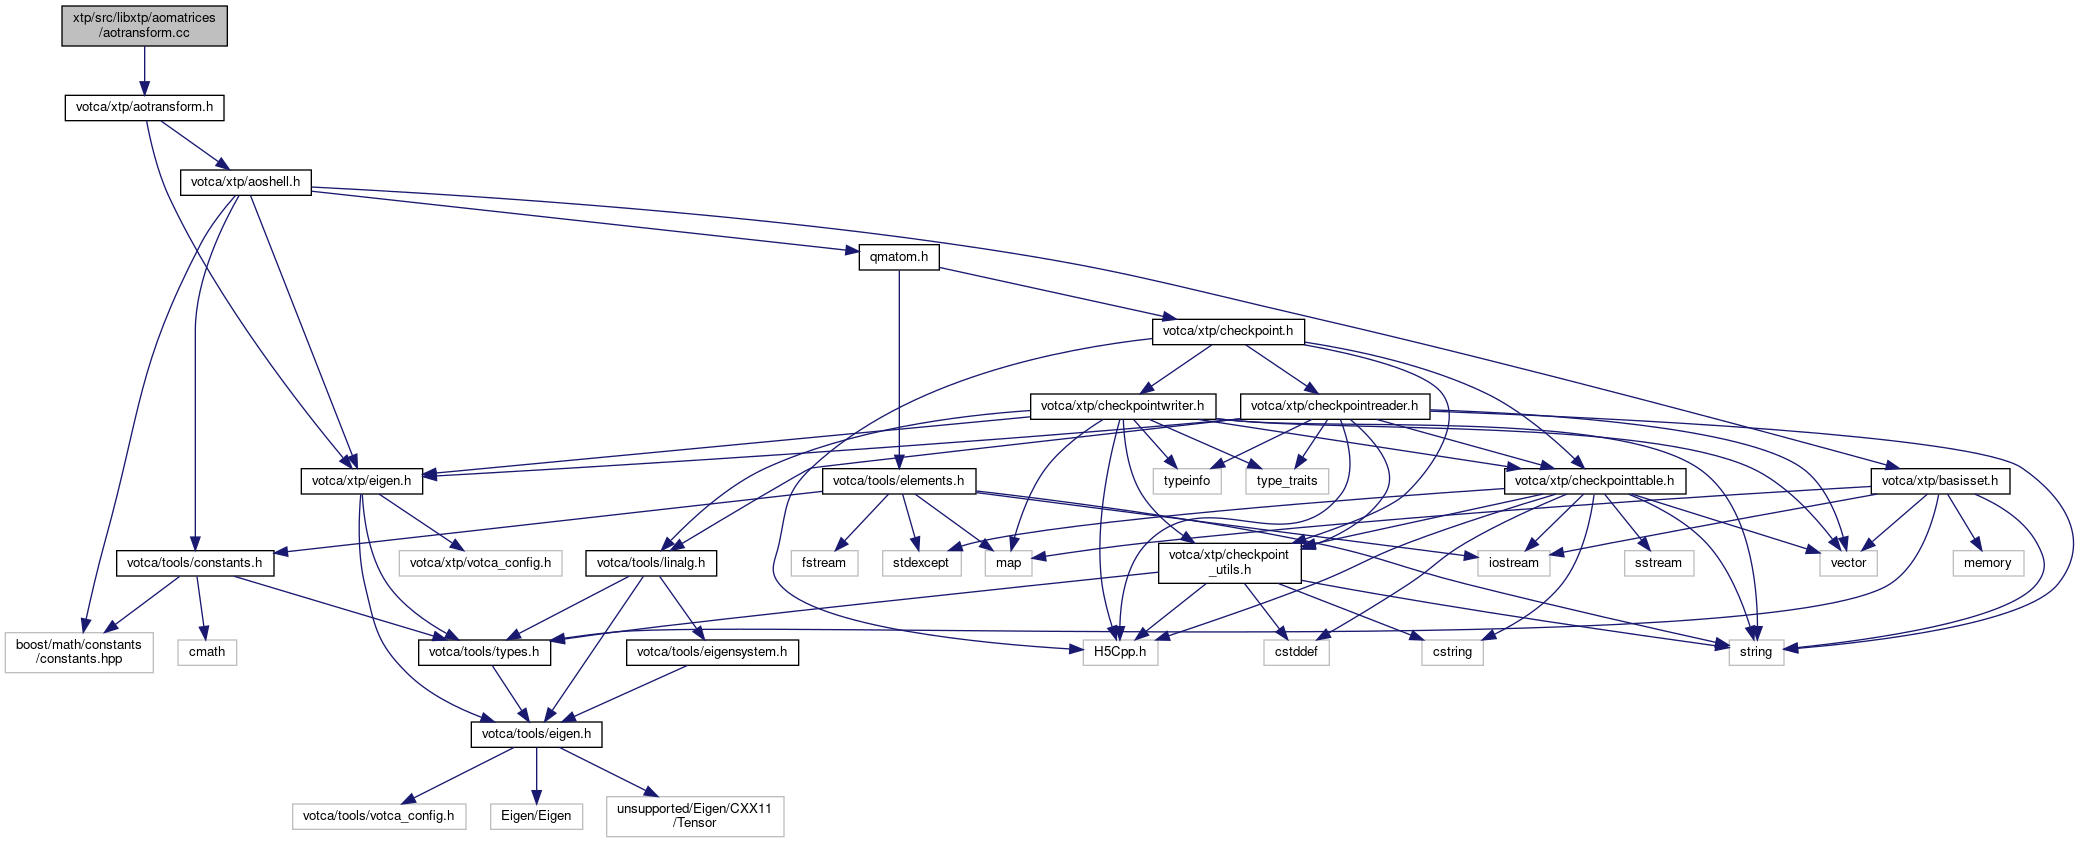 xtp/src/libxtp/aomatrices
/aotransform.cc
votca/xtp/aotransform.h
votca/xtp/aoshell.h
qmatom.h
votca/xtp/checkpoint.h
votca/xtp/checkpointwriter.h
votca/xtp/checkpointreader.h
votca/xtp/eigen.h
votca/tools/elements.h
typeinfo
type_traits
votca/xtp/checkpointtable.h
votca/xtp/basisset.h
votca/tools/constants.h
votca/xtp/votca_config.h
votca/tools/linalg.h
fstream
stdexcept
map
votca/xtp/checkpoint
_utils.h
iostream
sstream
vector
memory
boost/math/constants
/constants.hpp
cmath
votca/tools/types.h
votca/tools/eigensystem.h
H5Cpp.h
cstddef
cstring
string
votca/tools/eigen.h
votca/tools/votca_config.h
Eigen/Eigen
unsupported/Eigen/CXX11
/Tensor